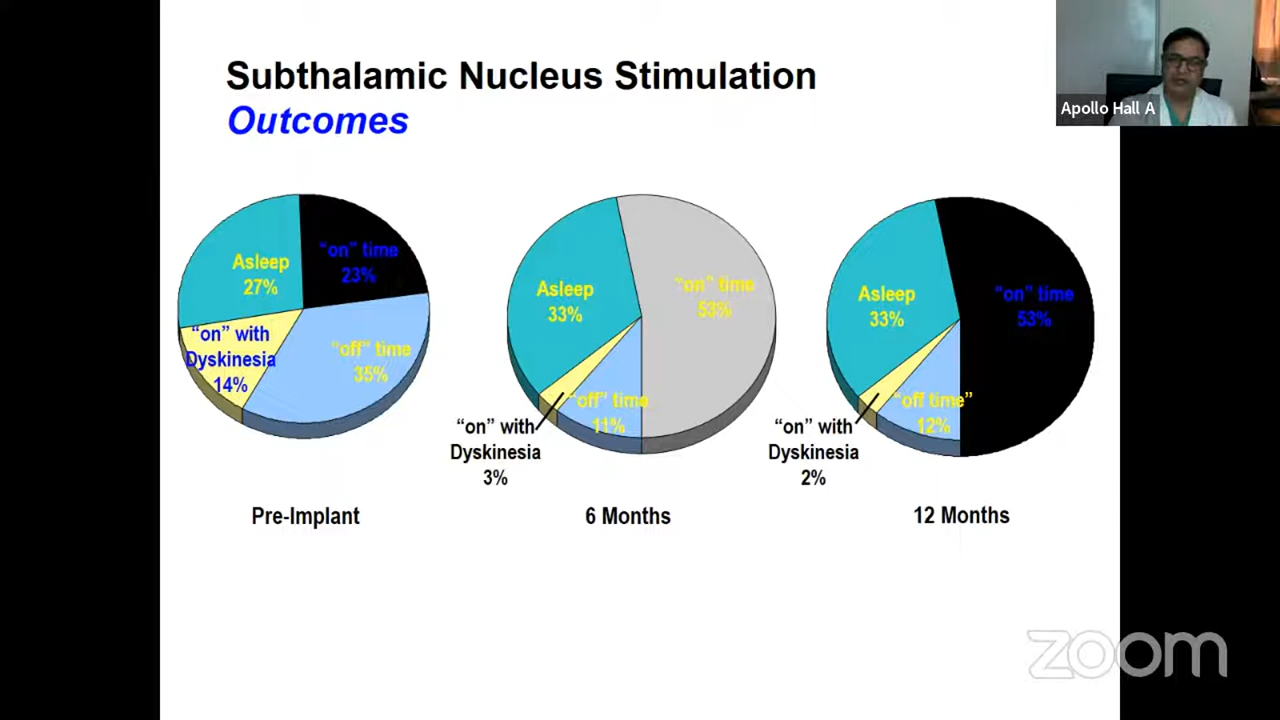 Subthalamic Nucleus Stimulation
Outcomes
Apollo Hall A
Asleep
27%
“on” time
23%
“on” with
Dyskinesia
14%
“off” time
35%
Pre-Implant
Asleep
33%
“on” time
53%
“off” time
11%
“on” with
Dyskinesia
3%
6 Months
Asleep
33%
“on” time
53%
“off time”
12%
“on” with
Dyskinesia
2%
12 Months
zoom